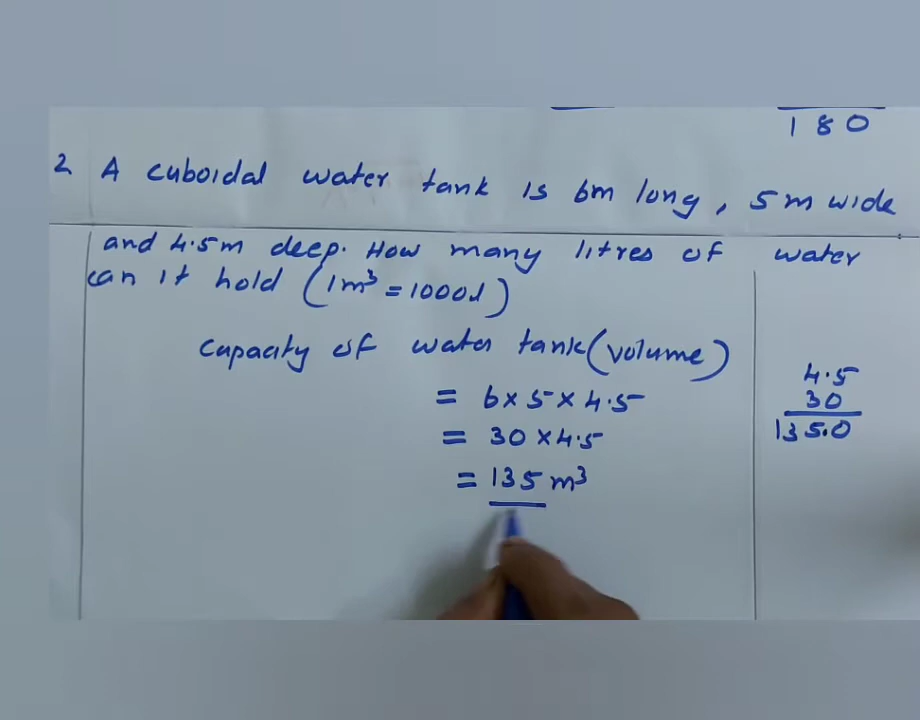 180
2 A cuboidal water tank is 6m long, 5m wide
and 4.5m deep. How many litres of water
can it hold (1m³ = 1000l)
capacity of water tank (volume)
= 6 x 5 x 4.5
= 30 x 4.5
= 135 m³
4.5
30
135.0